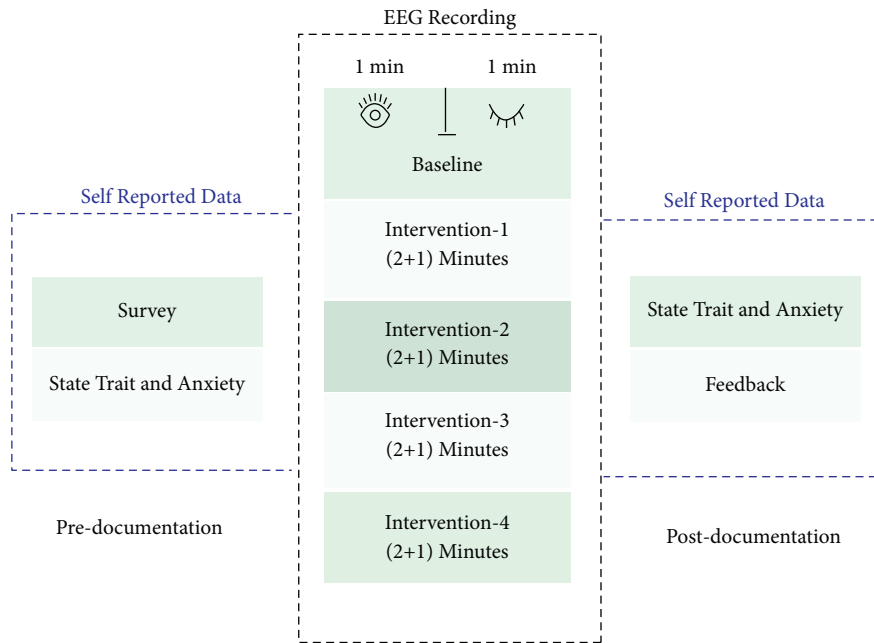 EEG Recording
1 min
1 min
Baseline
Intervention-1
(2+1) Minutes
Intervention-2
(2+1) Minutes
Intervention-3
(2+1) Minutes
Intervention-4
(2+1) Minutes
Self Reported Data
Survey
State Trait and Anxiety
Pre-documentation
Self Reported Data
State Trait and Anxiety
Feedback
Post-documentation